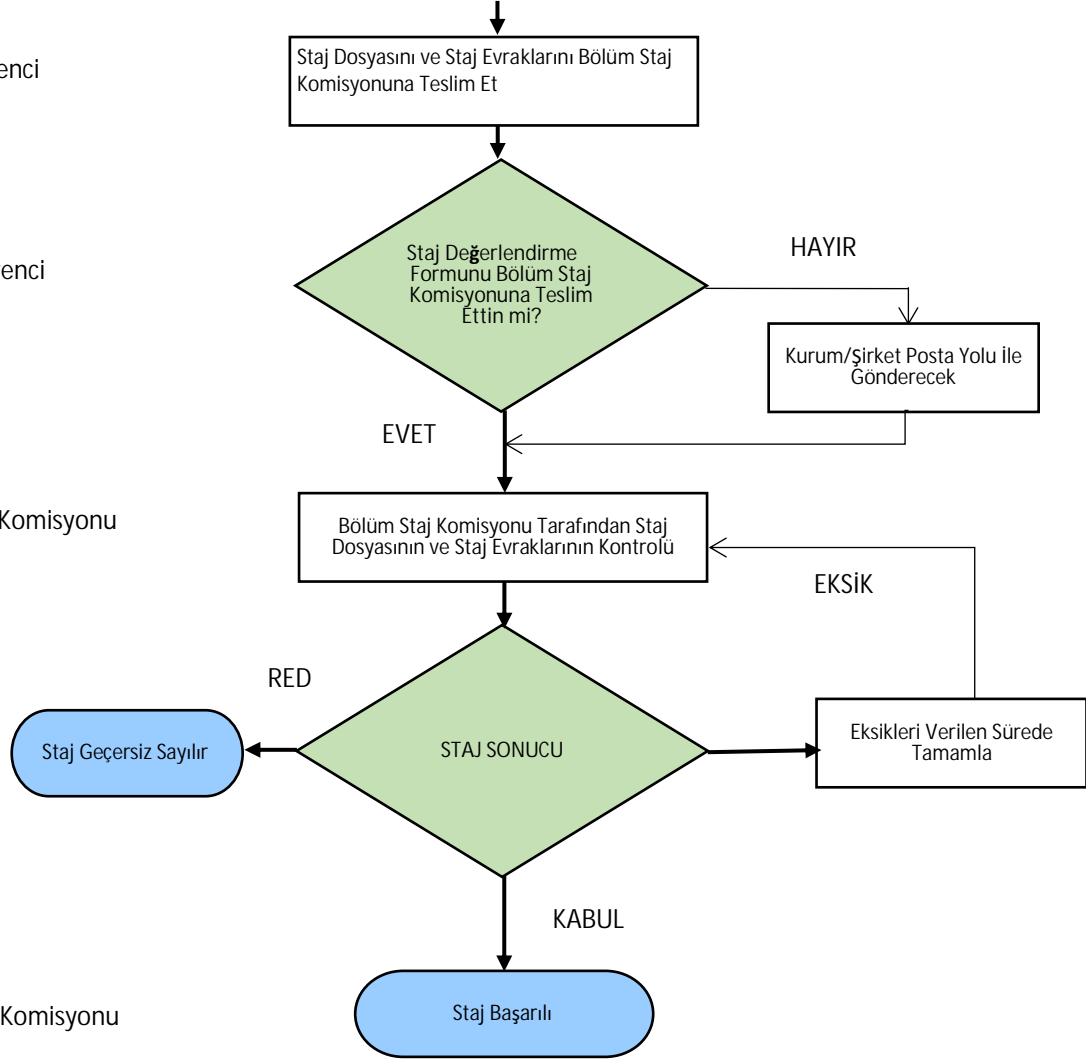 Staj Dosyasını ve Staj Evraklarını Bölüm Staj
Komisyonuna Teslim Et
enci
Staj Değerlendirme
Formunu Bölüm Staj
Komisyonuna Teslim
Ettin mi?
HAYIR
enci
Kurum/Şirket Posta Yolu İle
Gönderecek
EVET
Komisyonu
Bölüm Staj Komisyonu Tarafından Staj
Dosyasının ve Staj Evraklarının Kontrolü
EKSİK
RED
Staj Geçersiz Sayılır
STAJ SONUCU
Eksikleri Verilen Sürede
Tamamla
KABUL
Staj Başarılı
Komisyonu